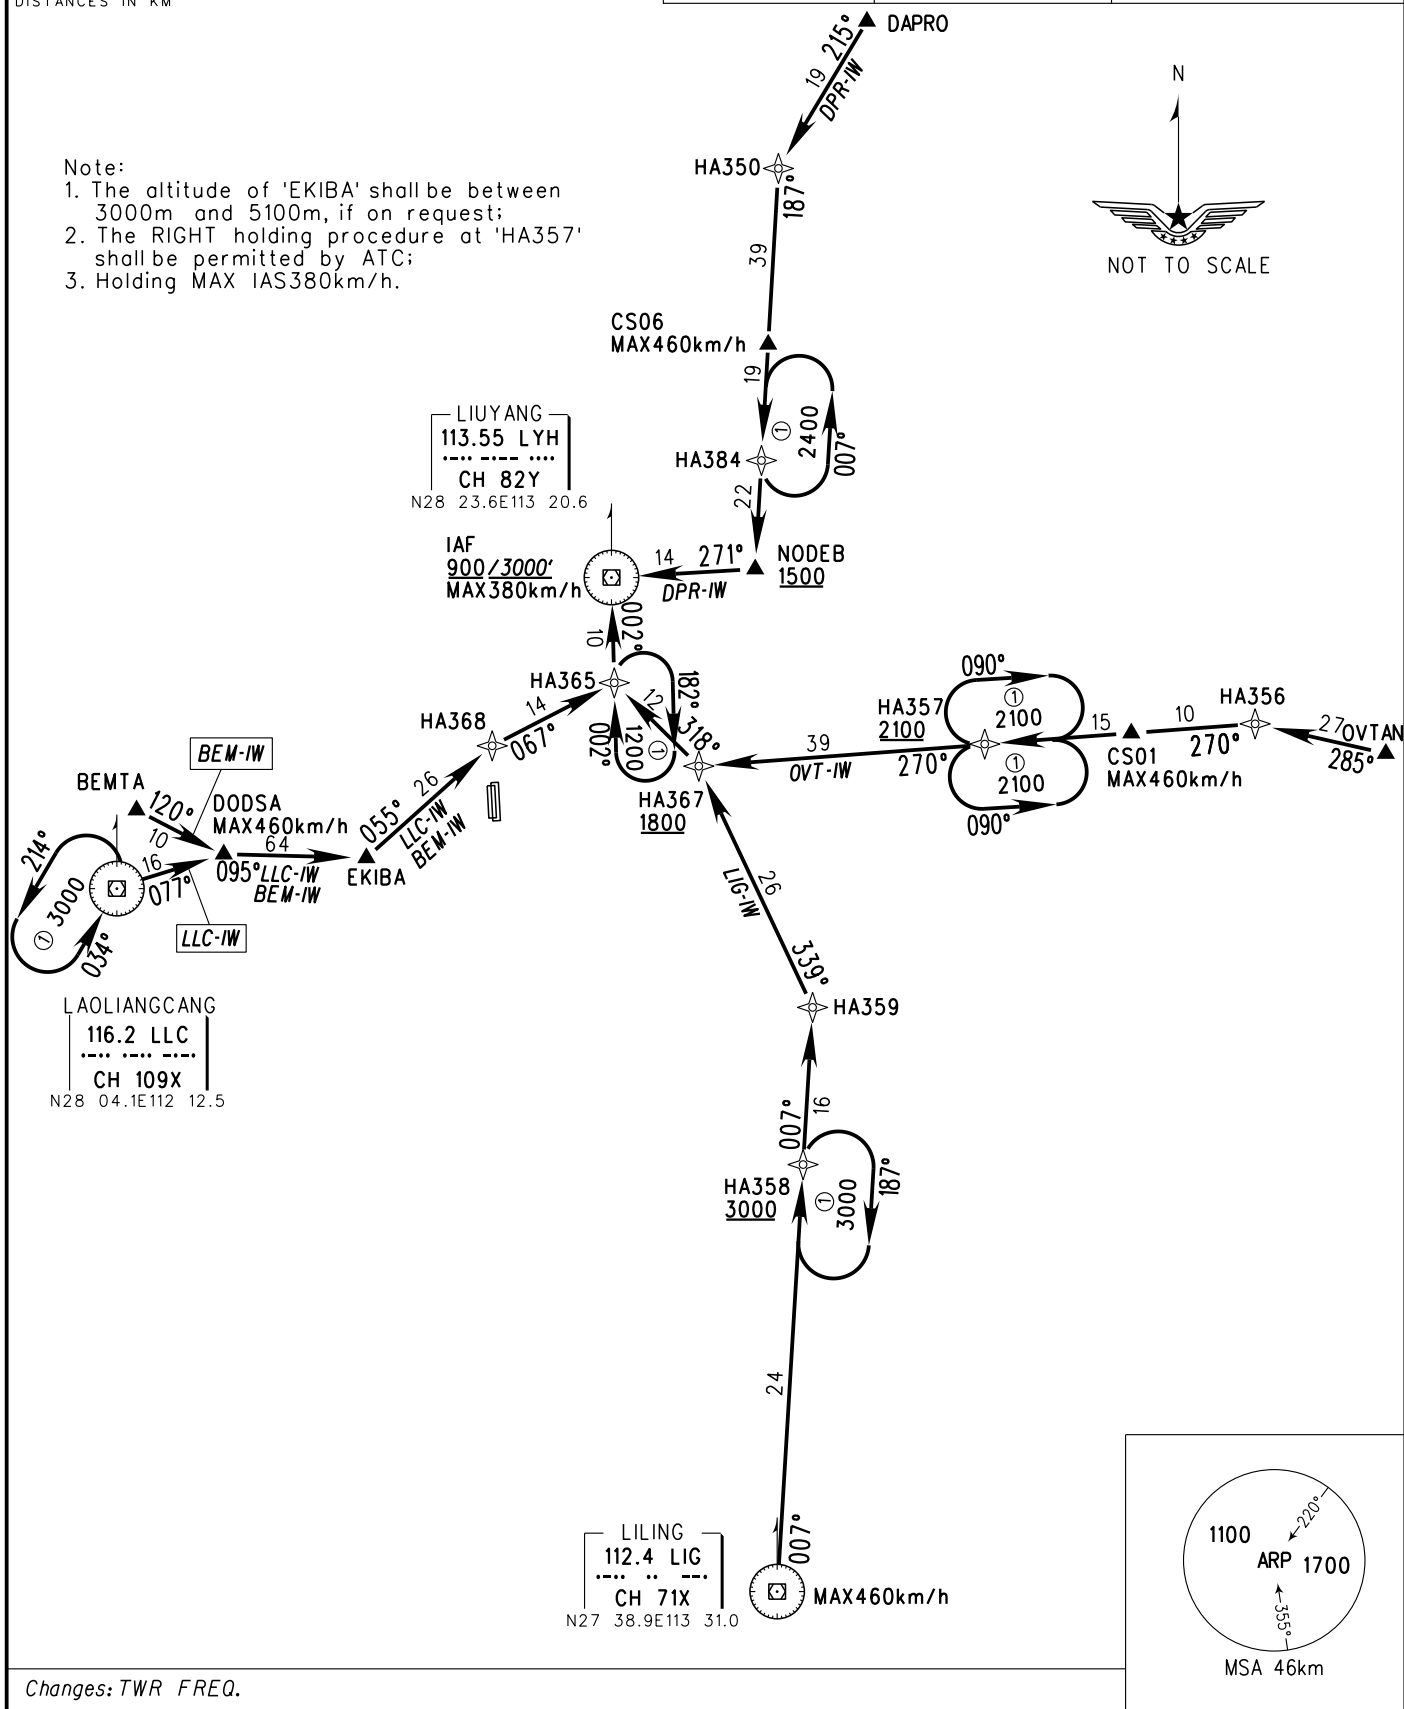 DISTANCES IN KM
DAPRO
215°
19
DPR-IW
N
NOT TO SCALE
Note:
1. The altitude of 'EKIBA' shall be between
3000m and 5100m, if on request;
2. The RIGHT holding procedure at 'HA357'
shall be permitted by ATC;
3. Holding MAX IAS380km/h.
HA350
187°
39
CS06
MAX460km/h
19
① 2400
007°
HA384
22
LIUYANG
113.55 LYH
·-·· -·-- ····
CH 82Y
N28 23.6E113 20.6
IAF
900/3000'
MAX380km/h
14 271°
DPR-IW
NODEB
1500
002°
10
HA365
182°
12
318°
002°
1200 ①
HA368
14
067°
HA367
1800
39
OVT-IW
270°
HA357
2100
090°
①
2100
①
2100
090°
15
CS01
MAX460km/h
10
270°
HA356
27
OVTAN
285°
BEM-IW
BEMTA
120°
10
DODSA
MAX460km/h
64
095° LLC-IW
BEM-IW
EKIBA
055°
26
LLC-IW
BEM-IW
214°
① 3000
034°
16
077°
LLC-IW
LAOLIANGCANG
116.2 LLC
·-·· ·-·· -·-·
CH 109X
N28 04.1E112 12.5
26
LIG-IW
339°
HA359
007°
16
HA358
3000
① 3000
187°
24
007°
LILING
112.4 LIG
·-·· ·· --·
CH 71X
N27 38.9E113 31.0
MAX460km/h
220°
1100
ARP 1700
355°
MSA 46km
Changes: TWR FREQ.